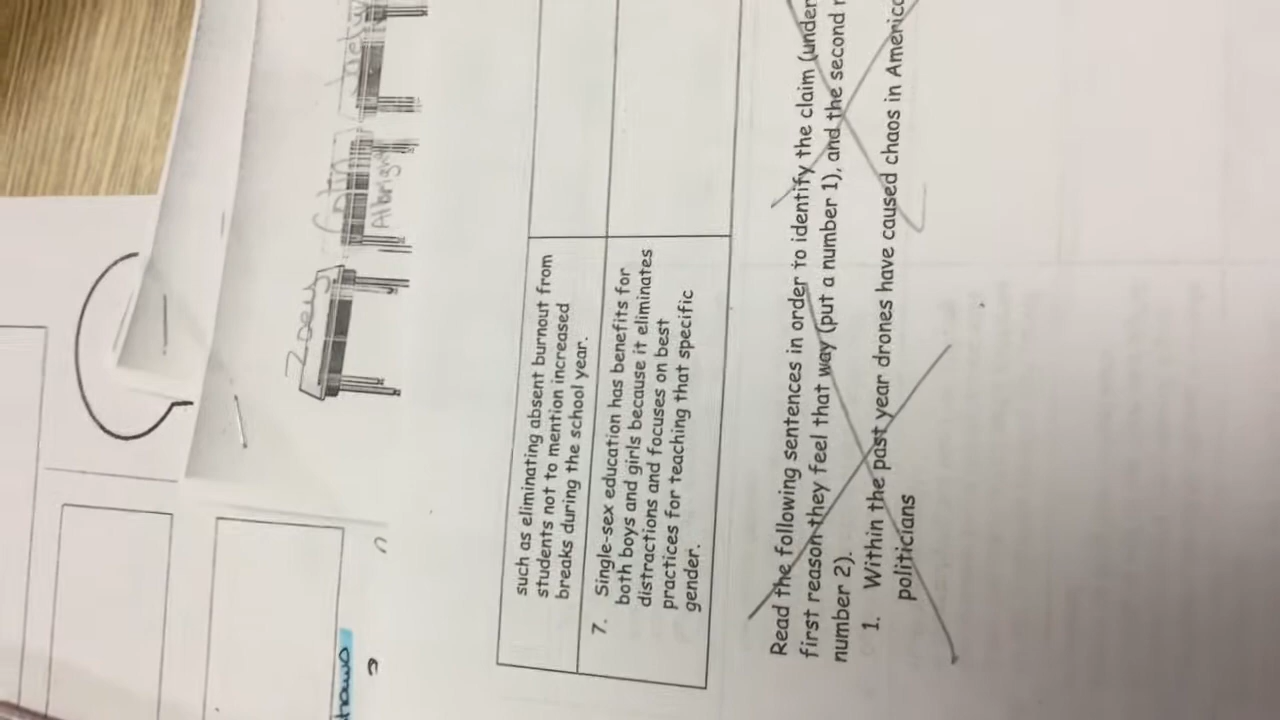 such as eliminating absent burnout from
students not to mention increased
breaks during the school year.
7. Single-sex education has benefits for
both boys and girls because it eliminates
distractions and focuses on best
practices for teaching that specific
gender.
Read the following sentences in order to identify the claim (under
first reason they feel that way (put a number 1), and the second r
number 2).
1. Within the past year drones have caused chaos in America
politicians
Zoey
Albright